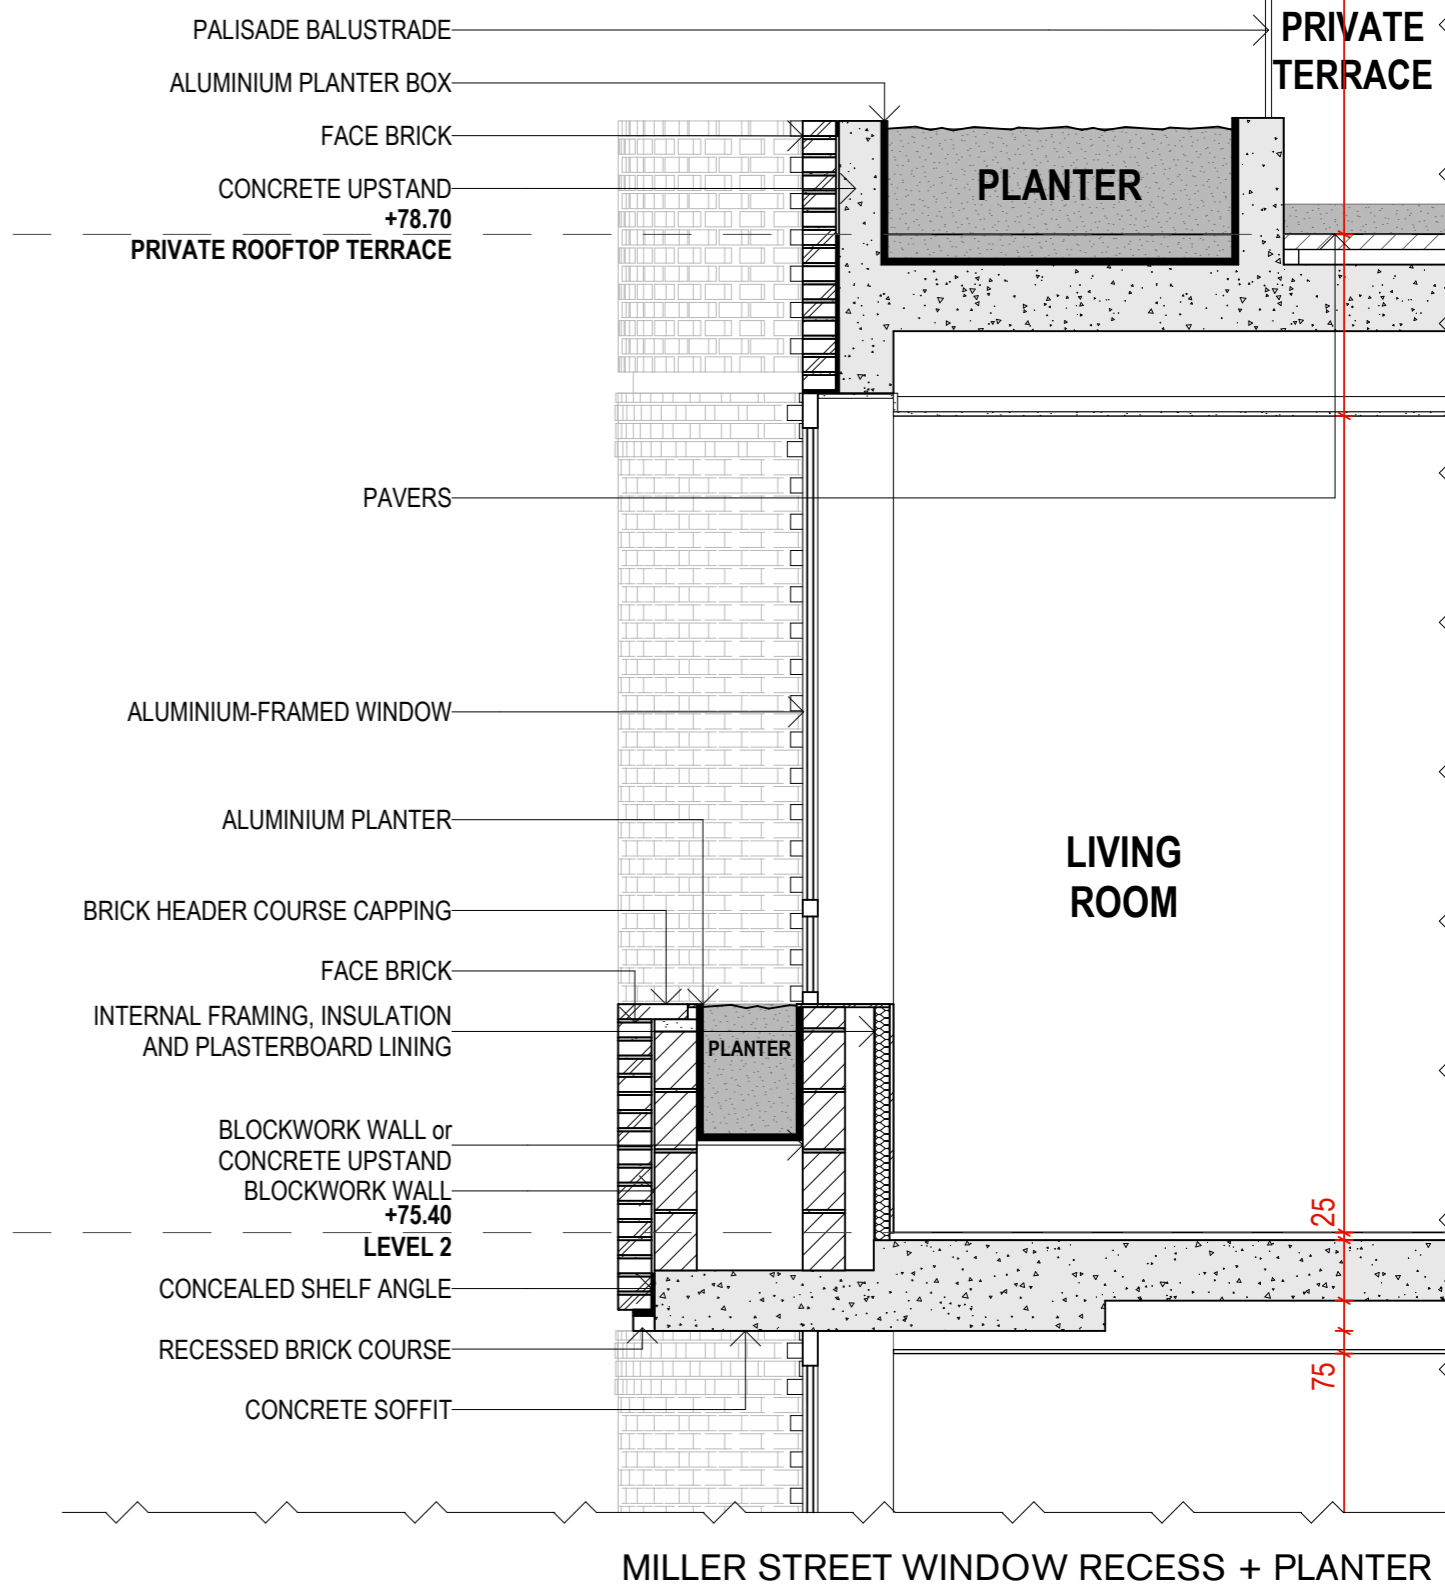 PALISADE BALUSTRADE
PRIVATE
TERRACE
ALUMINIUM PLANTER BOX
FACE BRICK
CONCRETE UPSTAND
PLANTER
+78.70
PRIVATE ROOFTOP TERRACE
PAVERS
ALUMINIUM-FRAMED WINDOW
ALUMINIUM PLANTER
LIVING
ROOM
BRICK HEADER COURSE CAPPING
FACE BRICK
INTERNAL FRAMING, INSULATION
AND PLASTERBOARD LINING
PLANTER
BLOCKWORK WALL or
CONCRETE UPSTAND
BLOCKWORK WALL
+75.40
LEVEL 2
25
CONCEALED SHELF ANGLE
RECESSED BRICK COURSE
75
CONCRETE SOFFIT
MILLER STREET WINDOW RECESS + PLANTER